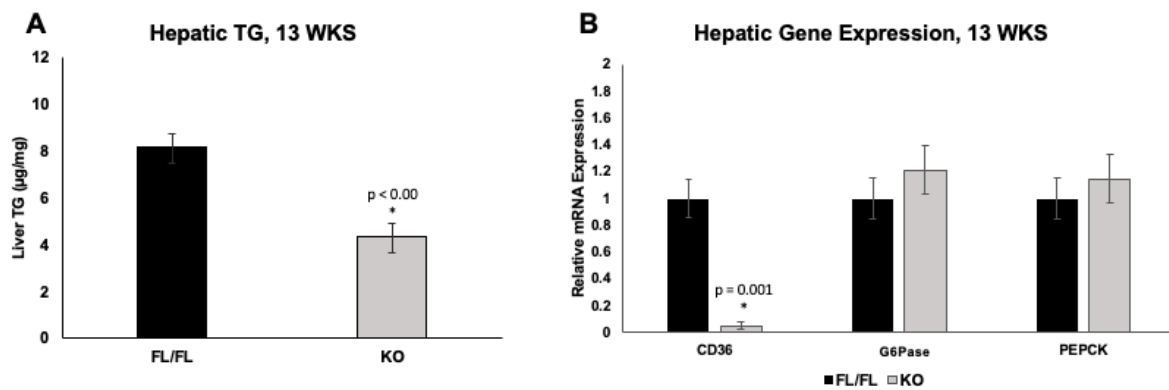 A
Hepatic TG, 13 WKS
Liver TG (µg/mg)
12
10
8
6
4
2
0
p < 0.00
*
FL/FL
KO
B
Hepatic Gene Expression, 13 WKS
Relative mRNA Expression
2
1.8
1.6
1.4
1.2
1
0.8
0.6
0.4
0.2
0
p = 0.001
*
CD36
G6Pase
PEPCK
FL/FL KO